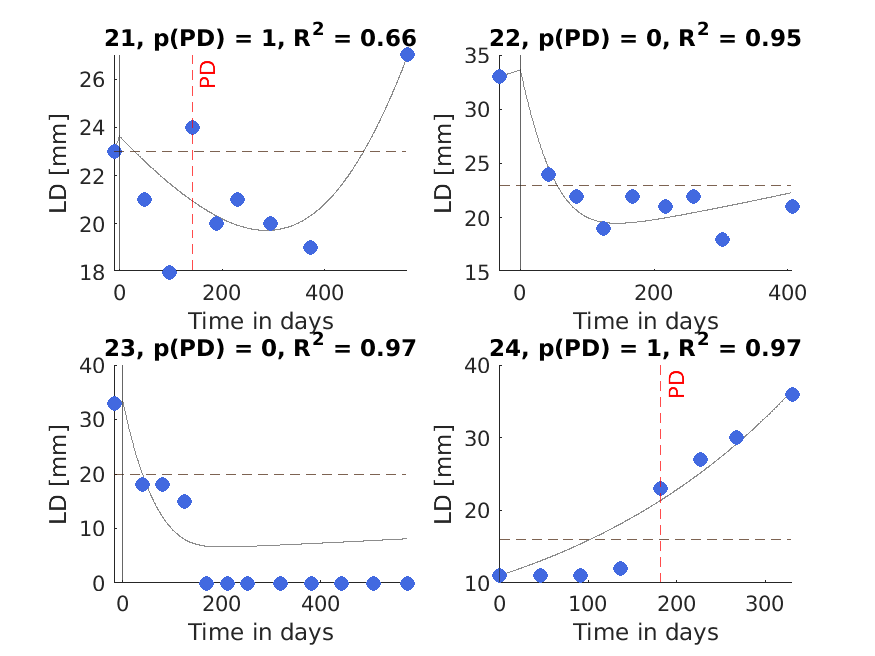 21, p(PD) = 1, R² = 0.66
LD [mm]
26
24
22
20
18
PD
0
200
400
Time in days
22, p(PD) = 0, R² = 0.95
LD [mm]
35
30
25
20
15
0
200
400
Time in days
23, p(PD) = 0, R² = 0.97
LD [mm]
40
30
20
10
0
0
200
400
Time in days
24, p(PD) = 1, R² = 0.97
LD [mm]
40
30
20
10
PD
0
100
200
300
Time in days